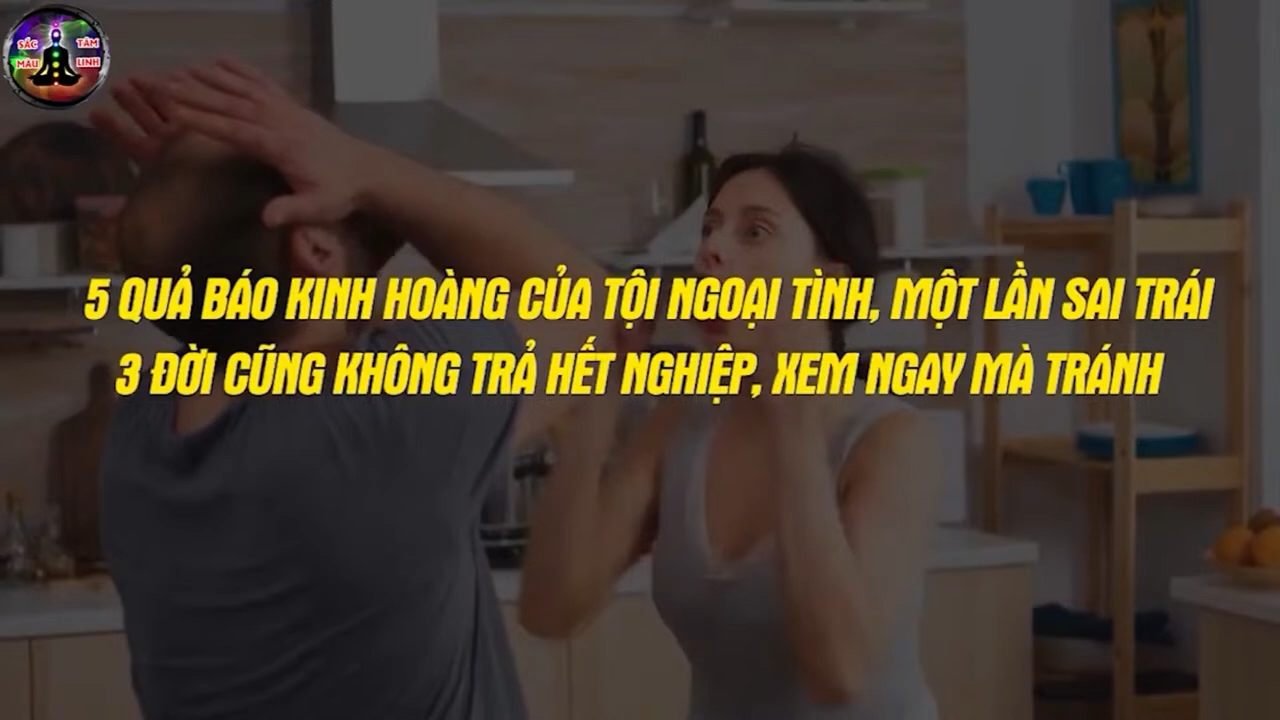 SẮC TÂM
MÀU LINH
5 QUẢ BÁO KINH HOÀNG CỦA TỘI NGOẠI TÌNH, MỘT LẦN SAI TRÁI
3 ĐỜI CŨNG KHÔNG TRẢ HẾT NGHIỆP, XEM NGAY MÀ TRÁNH